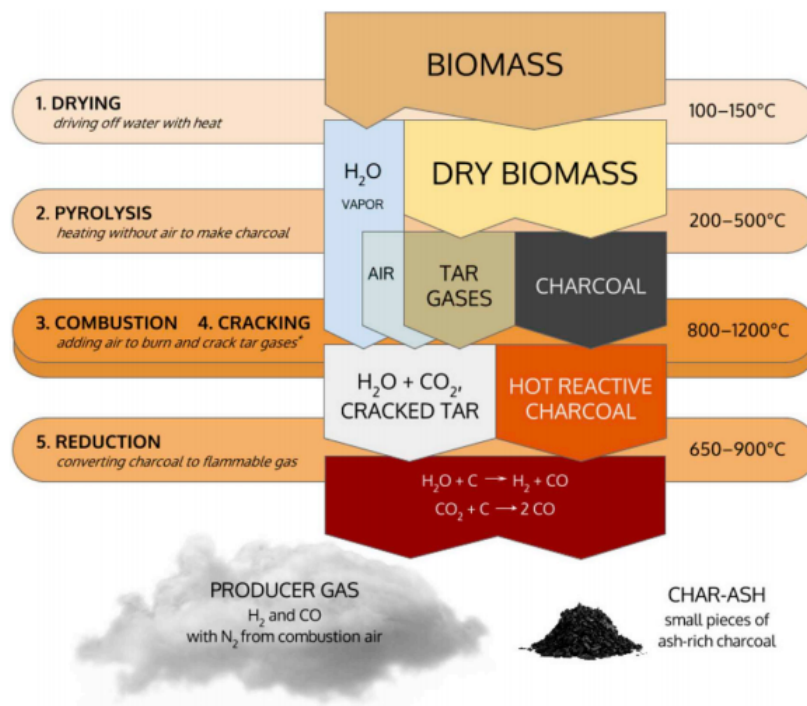 BIOMASS
1. DRYING
driving off water with heat
100–150°C
H₂O
VAPOR
DRY BIOMASS
2. PYROLYSIS
heating without air to make charcoal
200–500°C
AIR
TAR
GASES
CHARCOAL
3. COMBUSTION 4. CRACKING
adding air to burn and crack tar gases*
800–1200°C
H₂O + CO₂,
CRACKED TAR
HOT REACTIVE
CHARCOAL
5. REDUCTION
converting charcoal to flammable gas
650–900°C
H₂O + C → H₂ + CO
CO₂ + C → 2 CO
PRODUCER GAS
H₂ and CO
with N₂ from combustion air
CHAR-ASH
small pieces of
ash-rich charcoal